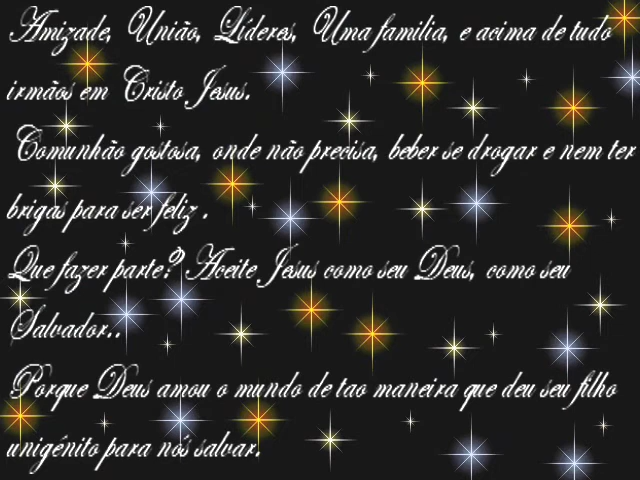 Amizade, União, Líderes, Uma familia, e acima de tudo
irmãos em Cristo Jesus.
Comunhão gostosa, onde não precisa, beber se drogar e nem ter
brigas para ser feliz .
Que fazer parte? Aceite Jesus como seu Deus, como seu
Salvador..
Porque Deus amou o mundo de tao maneira que deu seu filho
unigénito para nós salvar.